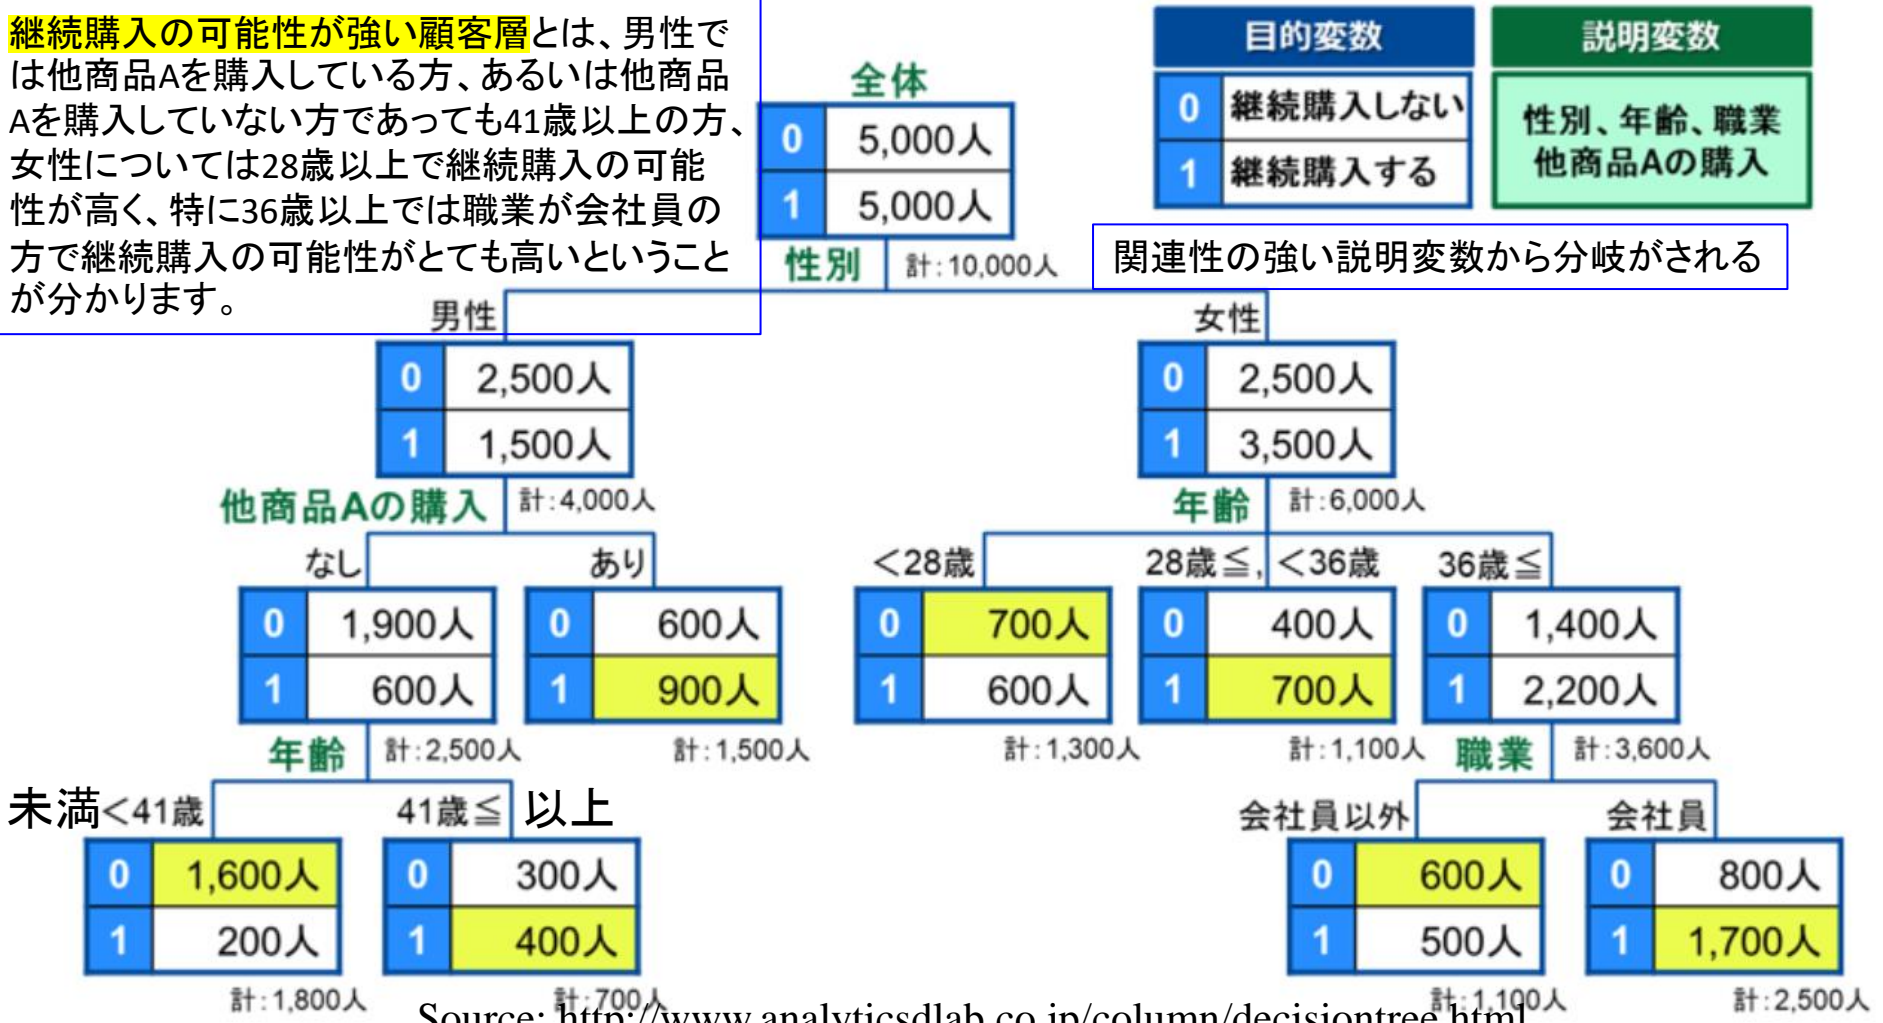 継続購入の可能性が強い顧客層とは、男性で
は他商品Aを購入している方、あるいは他商品
Aを購入していない方であっても41歳以上の方、
女性については28歳以上で継続購入の可能
性が高く、特に36歳以上では職業が会社員の
方で継続購入の可能性がとても高いということ
が分かります。
目的変数
0 継続購入しない
1 継続購入する
説明変数
性別、年齢、職業
他商品Aの購入
関連性の強い説明変数から分岐がされる
全体
0 5,000人
1 5,000人
性別 計:10,000人
男性
0 2,500人
1 1,500人
他商品Aの購入 計:4,000人
女性
0 2,500人
1 3,500人
年齢 計:6,000人
なし
0 1,900人
1 600人
年齢 計:2,500人
あり
0 600人
1 900人
計:1,500人
<28歳
0 700人
1 600人
計:1,300人
28歳≦, <36歳
0 400人
1 700人
計:1,100人
36歳≦
0 1,400人
1 2,200人
職業 計:3,600人
未満<41歳
0 1,600人
1 200人
計:1,800人
41歳≦ 以上
0 300人
1 400人
計:700人
会社員以外
0 600人
1 500人
計:1,100人
会社員
0 800人
1 1,700人
計:2,500人
Source: http://www.analyticsdlab.co.jp/column/decisiontree.html